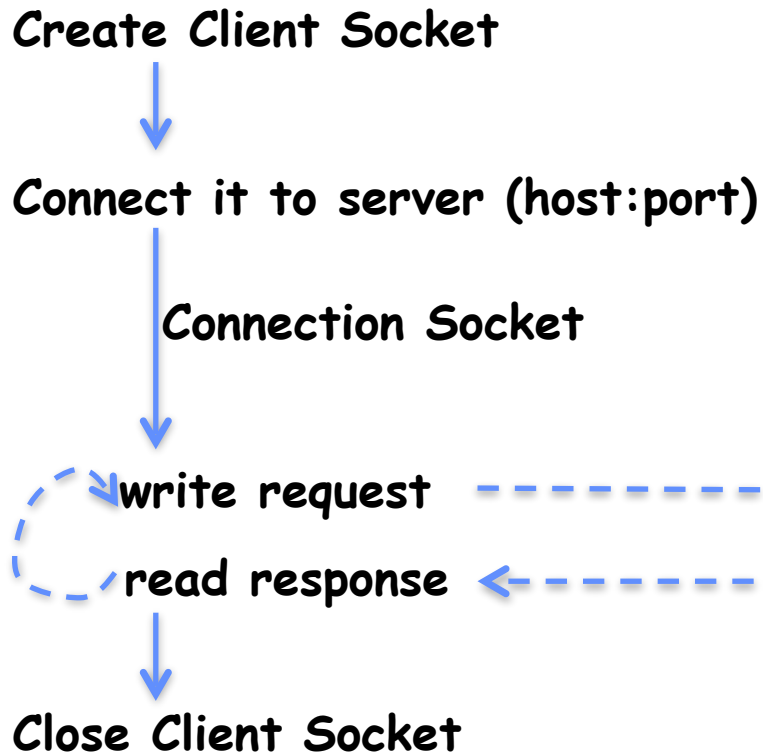 Create Client Socket
Connect it to server (host:port)
Connection Socket
write request
read response
Close Client Socket